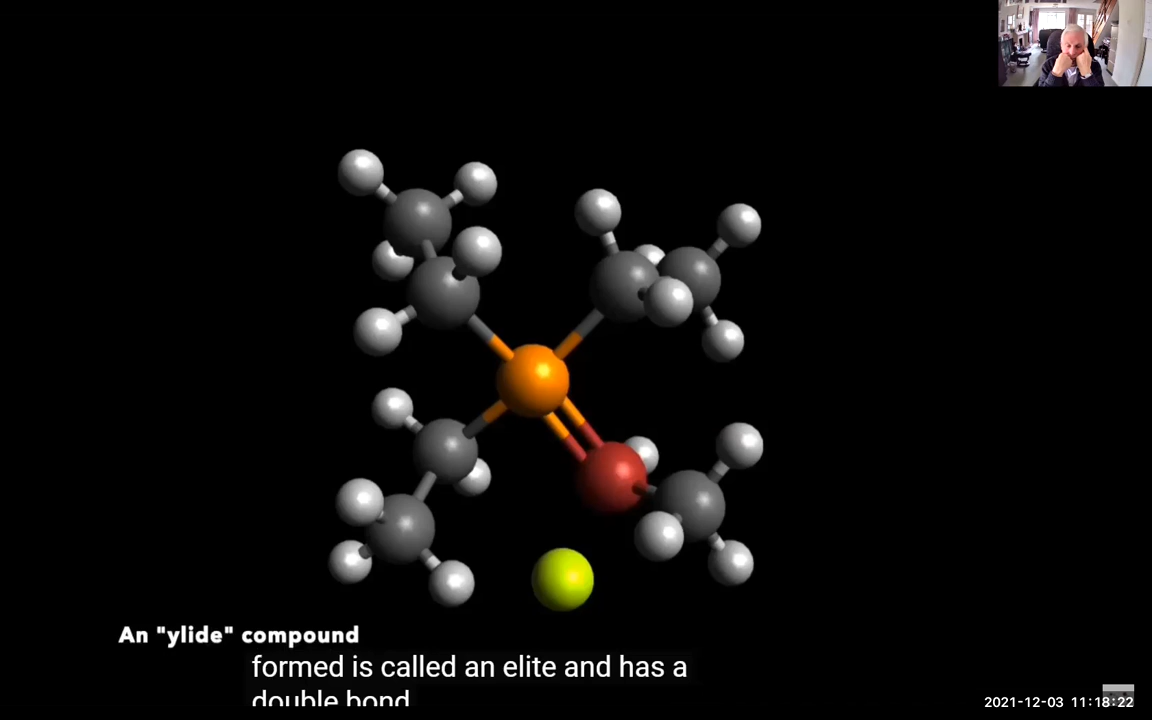 An "ylide" compound
formed is called an elite and has a
double bond
2021-12-03 11:18:22